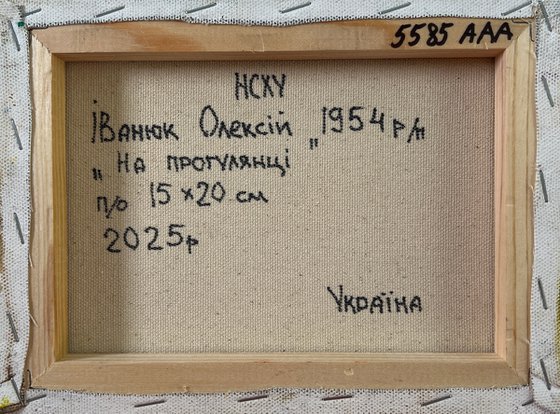 5585 AAA
НСХУ
Іванюк Олексій „1954 р/н
„На прогулянці"
п/о 15×20 см
2025р
Україна